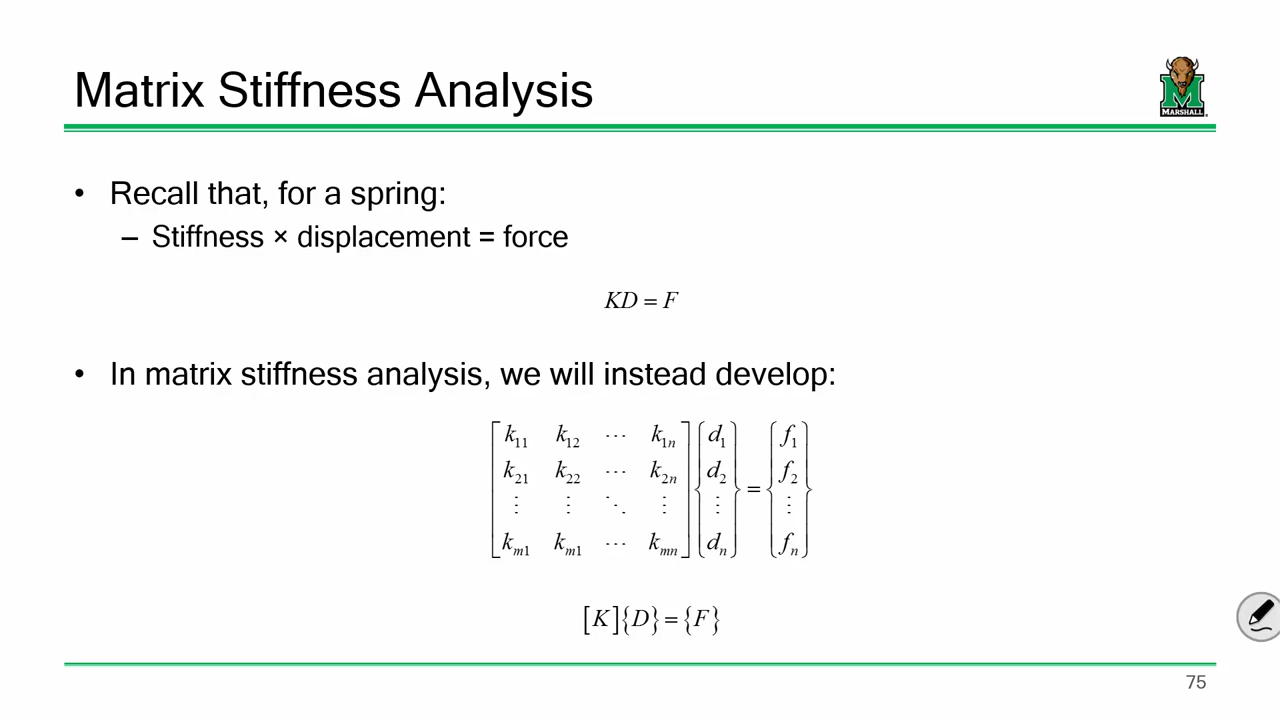 Matrix Stiffness Analysis
MARSHALL
• Recall that, for a spring:
– Stiffness × displacement = force
KD = F
• In matrix stiffness analysis, we will instead develop:
[ k11 k12 ⋯ k1n ] { d1 } = { f1 }
[ k21 k22 ⋯ k2n ] { d2 } = { f2 }
[ ⋮ ⋮ ⋱ ⋮ ] { ⋮ } = { ⋮ }
[ km1 km1 ⋯ kmn ] { dn } = { fn }
[K]{D} = {F}
75